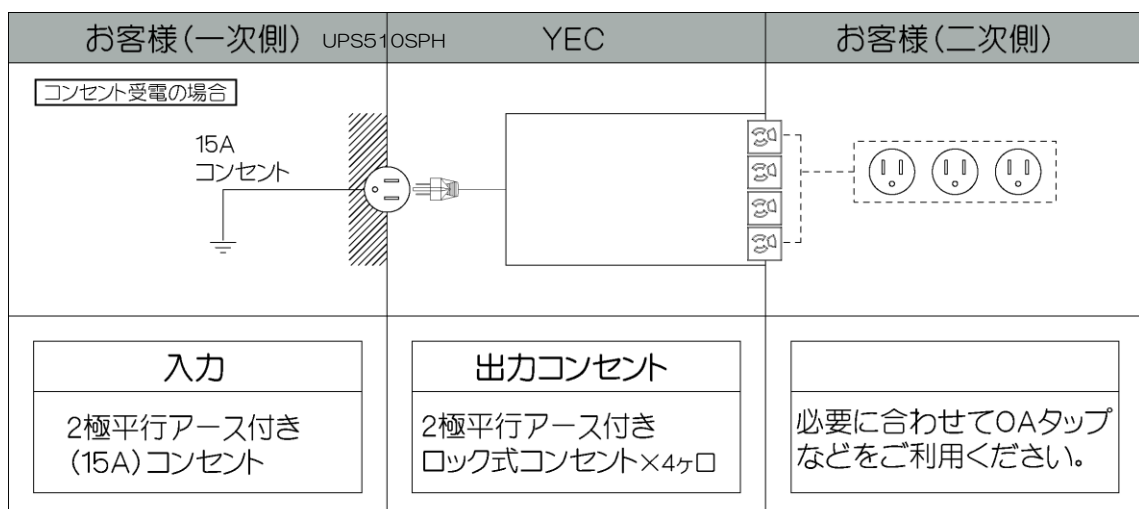 お客様(一次側) UPS510SPH YEC お客様(二次側)
コンセント受電の場合
15A
コンセント
入力
2極平行アース付き
(15A)コンセント
出力コンセント
2極平行アース付き
ロック式コンセント×4ヶ口
必要に合わせてOAタップ
などをご利用ください。